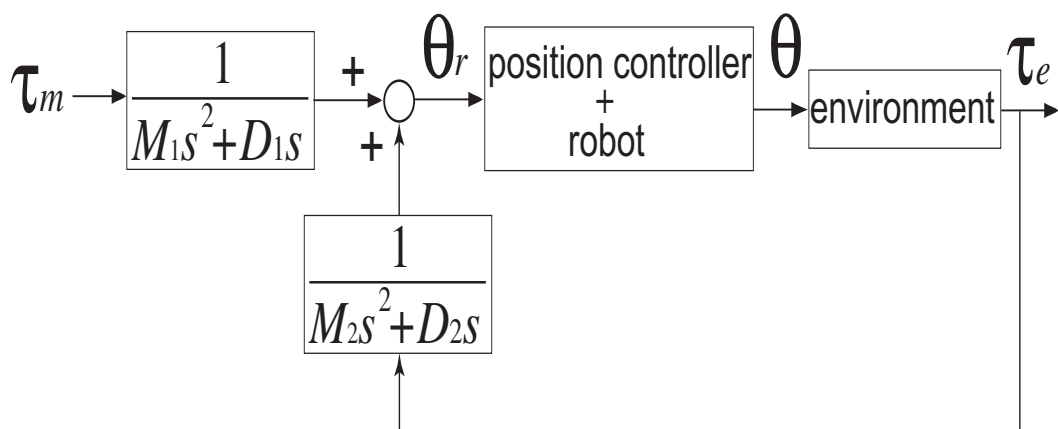 τm
1
M1s²+D1s
+
+
θr
position controller
+
robot
θ
environment
τe
1
M2s²+D2s